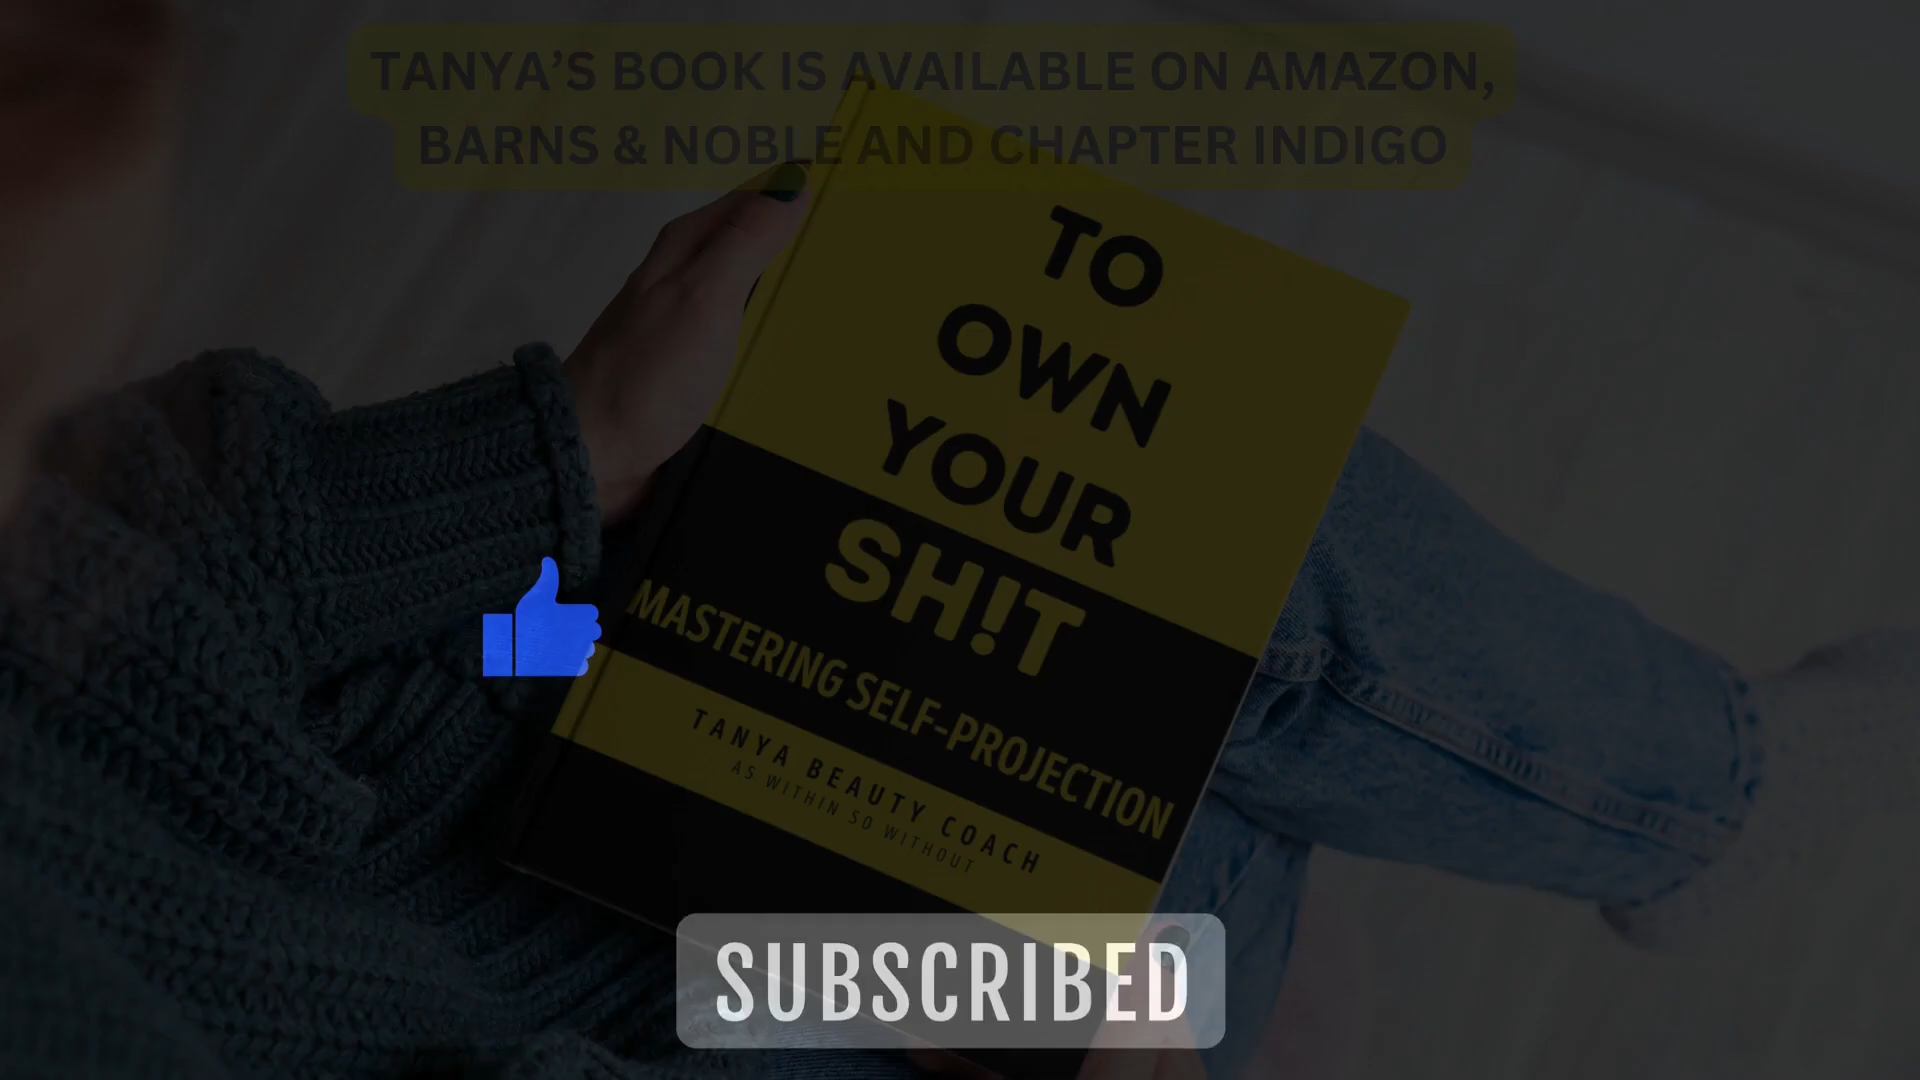 TANYA’S BOOK IS AVAILABLE ON AMAZON,
BARNS & NOBLE AND CHAPTER INDIGO
TO
OWN
YOUR
SH!T
MASTERING SELF-PROJECTION
TANYA BEAUTY COACH
AS WITHIN SO WITHOUT
SUBSCRIBED